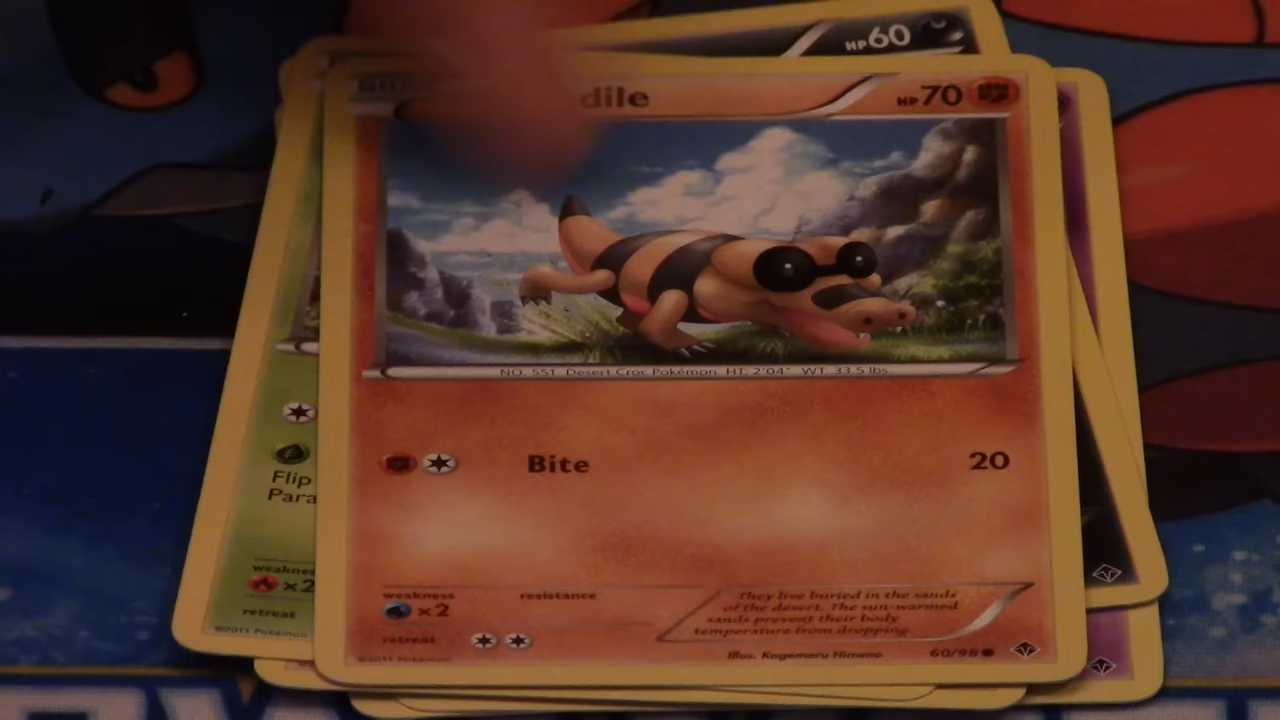 HP60
dile HP70
NO. 551 Desert Croc Pokémon HT. 2'04" WT. 33.5 lbs.
Bite 20
Flip
Para
weakness ×2
retreat
©2011 Pokémon
weakness resistance
×2
retreat
They live buried in the sands
of the desert. The sun-warmed
sands prevent their body
temperature from dropping.
Illus. Kagemaru Himeno 60/98
©2011 Pokémon